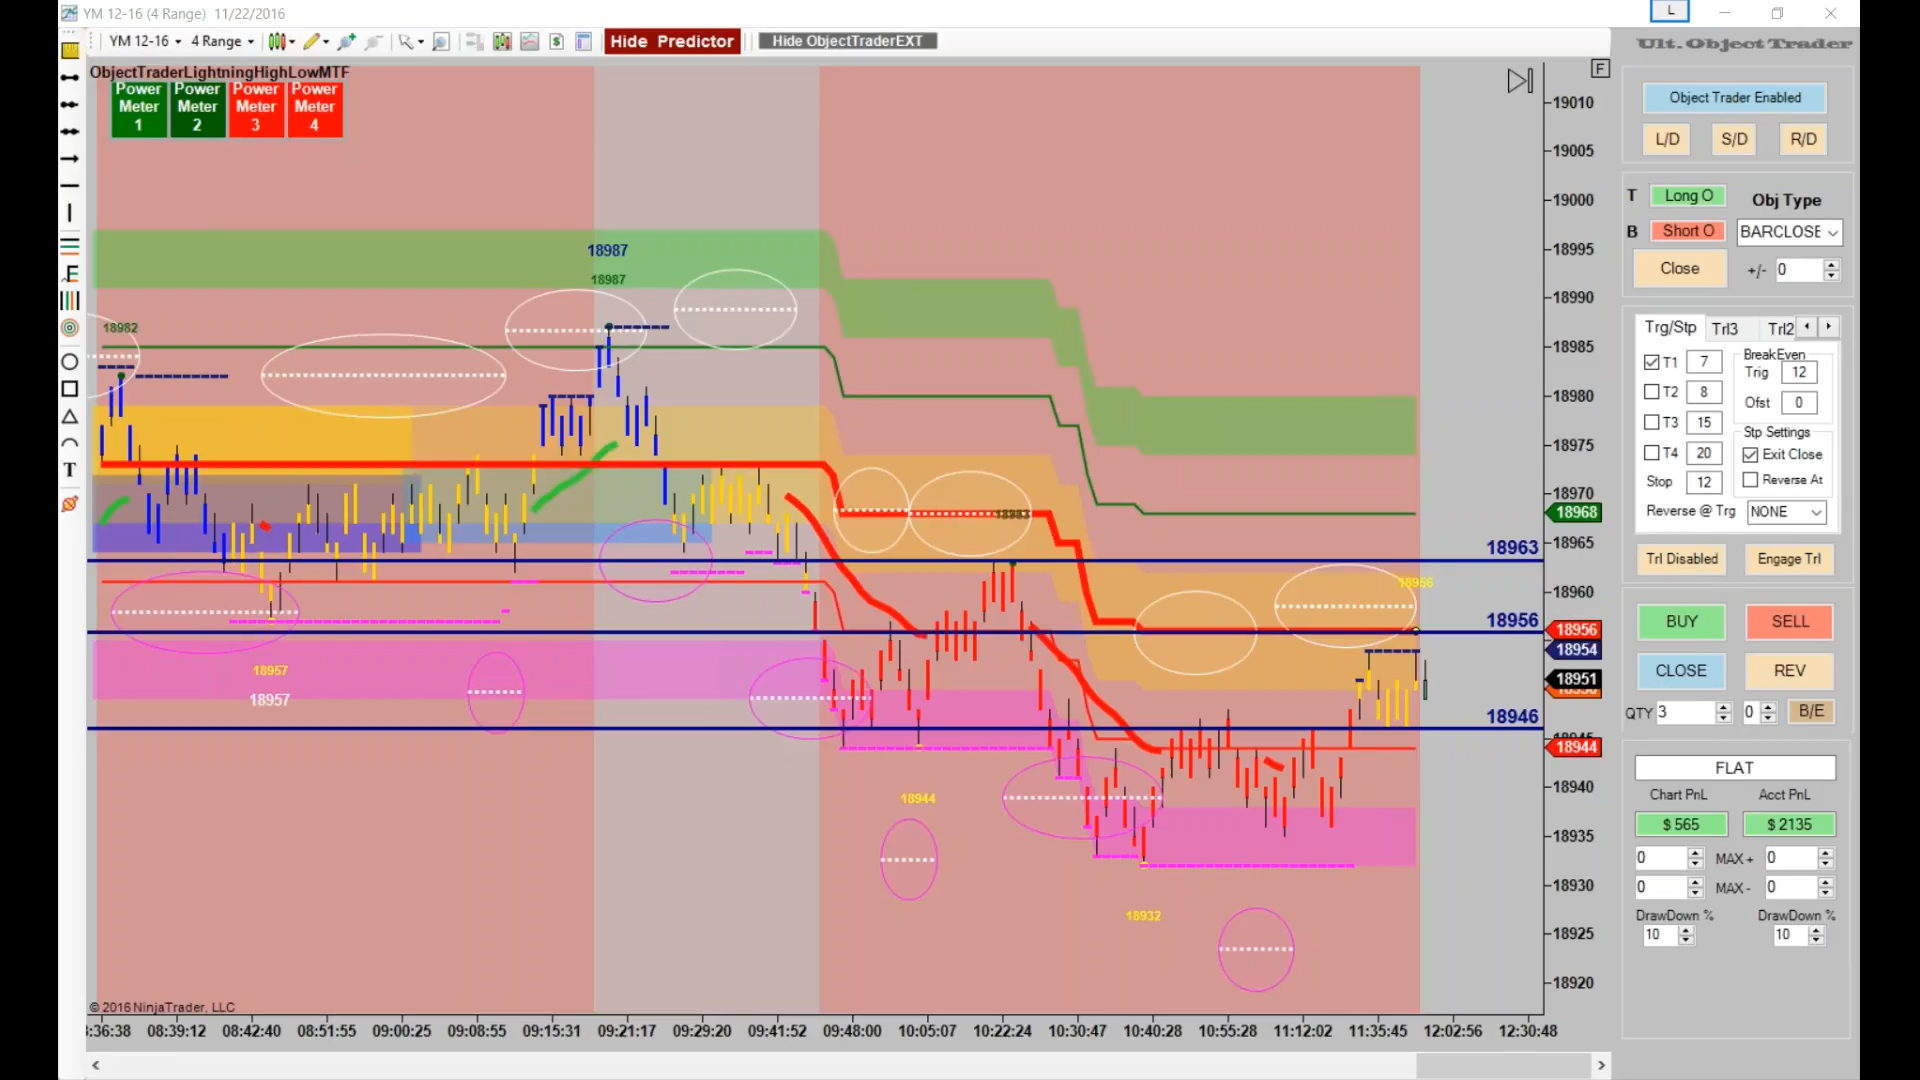 YM 12-16 (4 Range)  11/22/2016
L
YM 12-16
4 Range
Hide Predictor
Hide ObjectTraderEXT
Ult. Object Trader
ObjectTraderLightningHighLowMTF
Power Meter 1
Power Meter 2
Power Meter 3
Power Meter 4
F
E
T
18982
18987
18987
18983
18966
18957
18957
18944
18932
18963
18956
18946
19010
19005
19000
18995
18990
18985
18980
18975
18970
18968
18965
18960
18956
18954
18951
18944
18940
18935
18930
18925
18920
© 2016 NinjaTrader, LLC
:36:38
08:39:12
08:42:40
08:51:55
09:00:25
09:08:55
09:15:31
09:21:17
09:29:20
09:41:52
09:48:00
10:05:07
10:22:24
10:30:47
10:40:28
10:55:28
11:12:02
11:35:45
12:02:56
12:30:48
Object Trader Enabled
L/D
S/D
R/D
T
Long O
Obj Type
B
Short O
BARCLOSE
Close
+/-
0
Trg/Stp
Trl3
Trl2
T1 7
BreakEven
Trig 12
T2 8
Ofst 0
T3 15
Stp Settings
T4 20
Exit Close
Stop 12
Reverse At
Reverse @ Trg
NONE
Trl Disabled
Engage Trl
BUY
SELL
CLOSE
REV
QTY 3
0
B/E
FLAT
Chart PnL
Acct PnL
$ 565
$ 2135
0
MAX +
0
0
MAX -
0
DrawDown %
DrawDown %
10
10